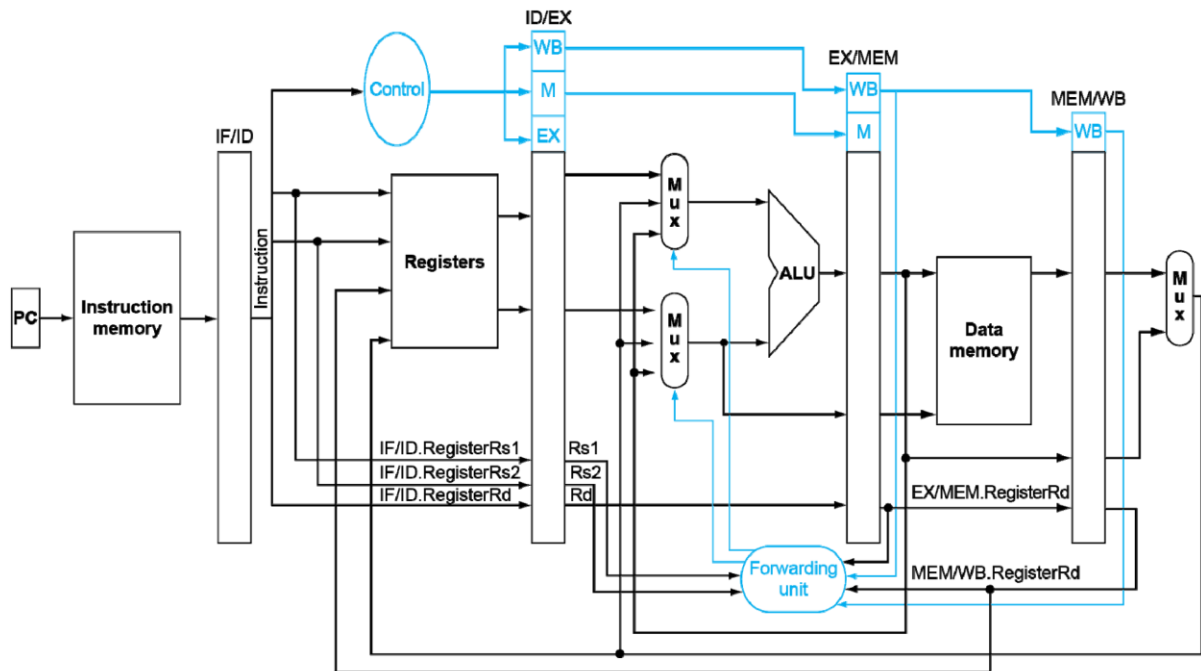 ID/EX
WB
Control
M
EX
EX/MEM
WB
M
MEM/WB
WB
IF/ID
PC
Instruction
memory
Instruction
Registers
M
u
x
M
u
x
ALU
Data
memory
M
u
x
IF/ID.RegisterRs1
Rs1
IF/ID.RegisterRs2
Rs2
IF/ID.RegisterRd
Rd
EX/MEM.RegisterRd
Forwarding
unit
MEM/WB.RegisterRd